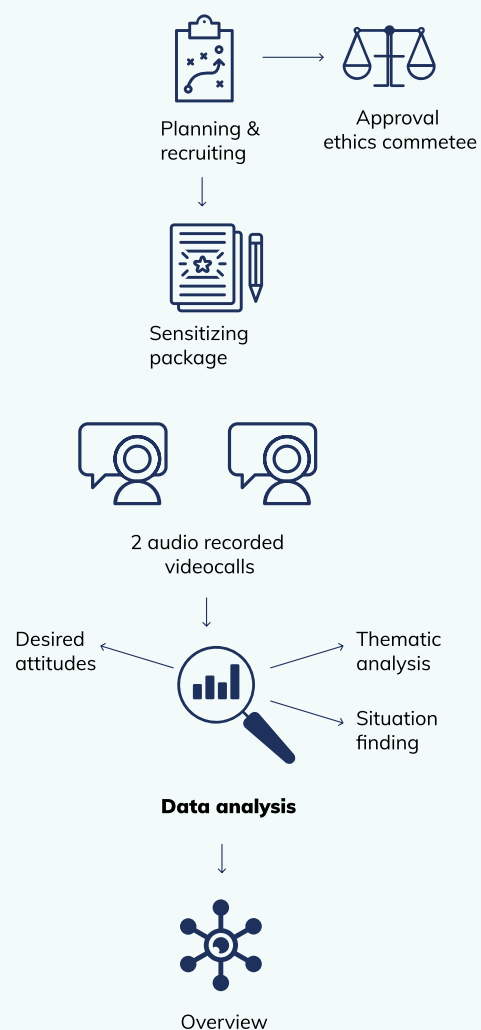 Planning &
recruiting
Approval
ethics commetee
Sensitizing
package
2 audio recorded
videocalls
Desired
attitudes
Thematic
analysis
Situation
finding
Data analysis
Overview